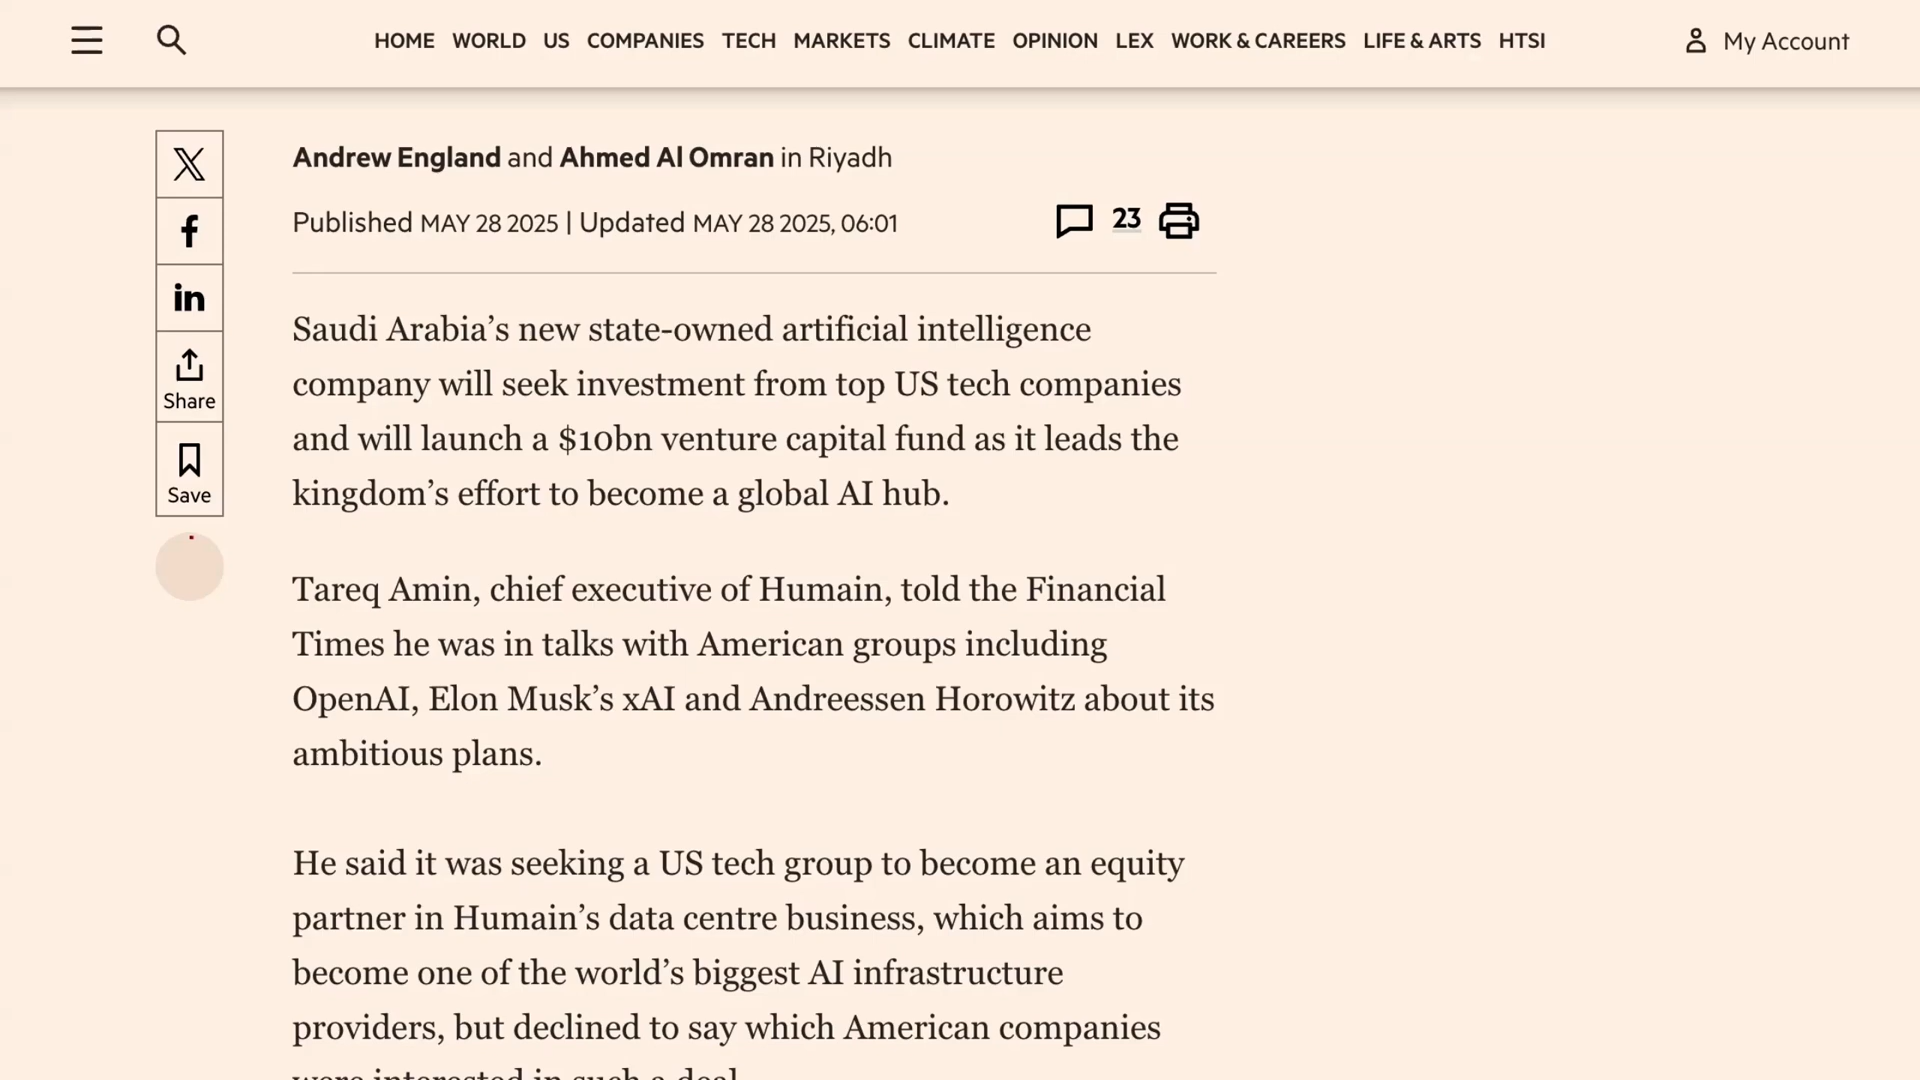 HOME WORLD US COMPANIES TECH MARKETS CLIMATE OPINION LEX WORK & CAREERS LIFE & ARTS HTSI My Account
Andrew England and Ahmed Al Omran in Riyadh
Published MAY 28 2025 | Updated MAY 28 2025, 06:01
23
Share
Save
Saudi Arabia’s new state-owned artificial intelligence
company will seek investment from top US tech companies
and will launch a $10bn venture capital fund as it leads the
kingdom’s effort to become a global AI hub.
Tareq Amin, chief executive of Humain, told the Financial
Times he was in talks with American groups including
OpenAI, Elon Musk’s xAI and Andreessen Horowitz about its
ambitious plans.
He said it was seeking a US tech group to become an equity
partner in Humain’s data centre business, which aims to
become one of the world’s biggest AI infrastructure
providers, but declined to say which American companies
were interested in such a deal.